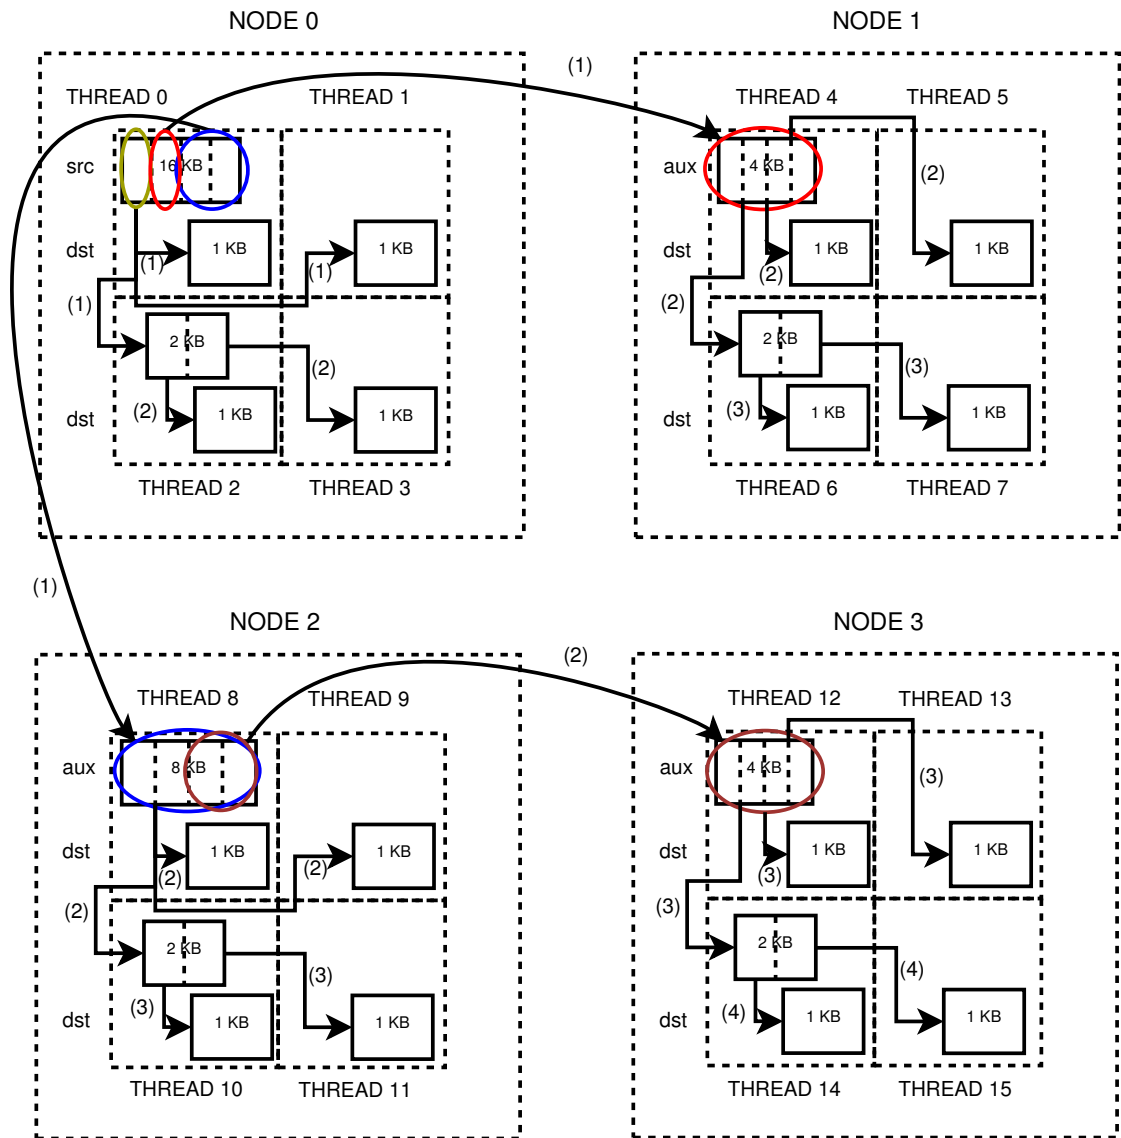 NODE 0
NODE 1
(1)
(1)
THREAD 0
THREAD 1
THREAD 4
THREAD 5
src
16 KB
aux
4 KB
(2)
dst
1 KB
1 KB
dst
1 KB
1 KB
(1)
(1)
(1)
(2)
(2)
2 KB
(2)
2 KB
(3)
dst
(2)
1 KB
1 KB
dst
(3)
1 KB
1 KB
THREAD 2
THREAD 3
THREAD 6
THREAD 7
NODE 2
NODE 3
(2)
THREAD 8
THREAD 9
THREAD 12
THREAD 13
aux
8 KB
aux
4 KB
(3)
dst
1 KB
1 KB
dst
1 KB
1 KB
(2)
(2)
(2)
(3)
(3)
2 KB
(3)
2 KB
(4)
dst
(3)
1 KB
1 KB
dst
(4)
1 KB
1 KB
THREAD 10
THREAD 11
THREAD 14
THREAD 15